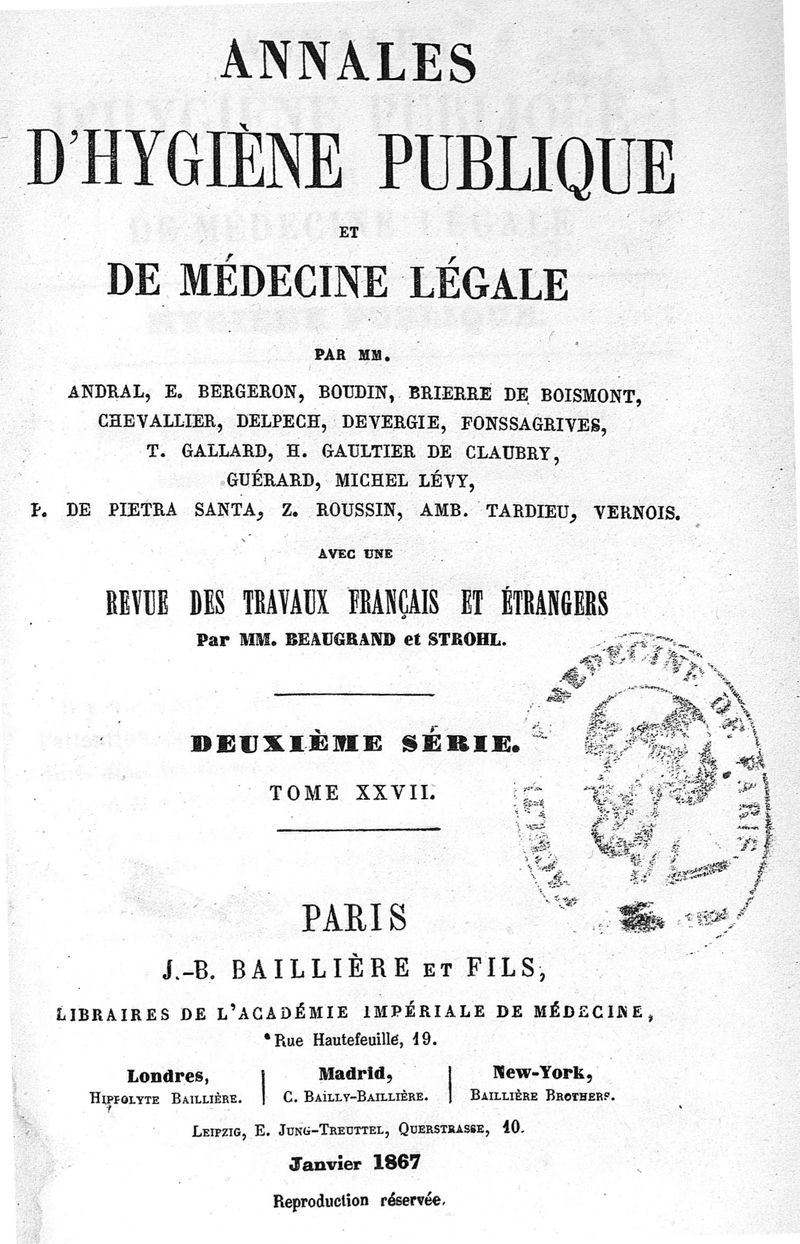 ANNALES
D'HYGIÈNE PUBLIQUE
ET
DE MÉDECINE LÉGALE
PAR MM.
ANDRAL, E. BERGERON, BOUDIN, BRIERRE DE BOISMONT,
CHEVALLIER, DELPECH, DEVERGIE, FONSSAGRIVES,
T. GALLARD, H. GAULTIER DE CLAUBRY,
GUÉRARD, MICHEL LÉVY,
P. DE PIETRA SANTA, Z. ROUSSIN, AMB. TARDIEU, VERNOIS.
AVEC UNE
REVUE DES TRAVAUX FRANÇAIS ET ÉTRANGERS
Par MM. BEAUGRAND et STROHL.
DEUXIÈME SÉRIE.
TOME XXVII.
MEDECINE DE PARIS
PARIS
J.-B. BAILLIÈRE ET FILS,
LIBRAIRES DE L'ACADÉMIE IMPÉRIALE DE MÉDECINE,
Rue Hautefeuille, 19.
Londres,
HIPPOLYTE BAILLIÈRE.
Madrid,
C. BAILLY-BAILLIÈRE.
New-York,
BAILLIÈRE BROTHERS.
LEIPZIG, E. JUNG-TREUTTEL, QUERSTRASSE, 10.
Janvier 1867
Reproduction réservée.